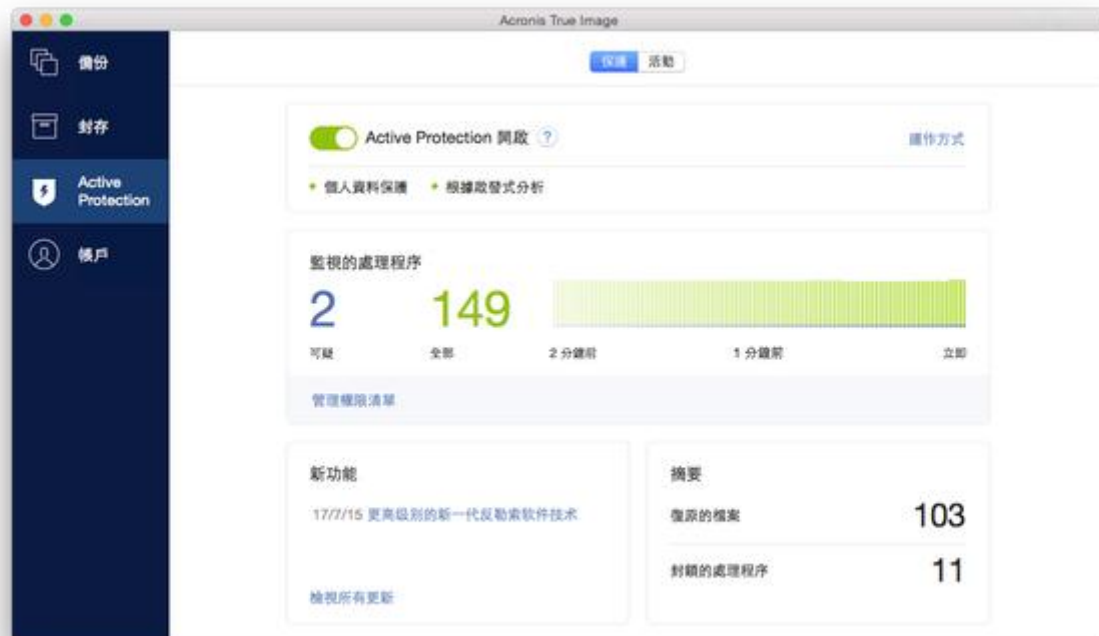 Acronis True Image
備份
封存
Active
Protection
帳戶
保護 活動
Active Protection 開啟 ?
運作方式
• 個人資料保護 • 根據啟發式分析
監視的處理程序
2 149
可疑 全部 2 分鐘前 1 分鐘前 立即
管理權限清單
新功能
17/7/15 更高级别的新一代反勒索软件技术
檢視所有更新
摘要
復原的檔案 103
封鎖的處理程序 11